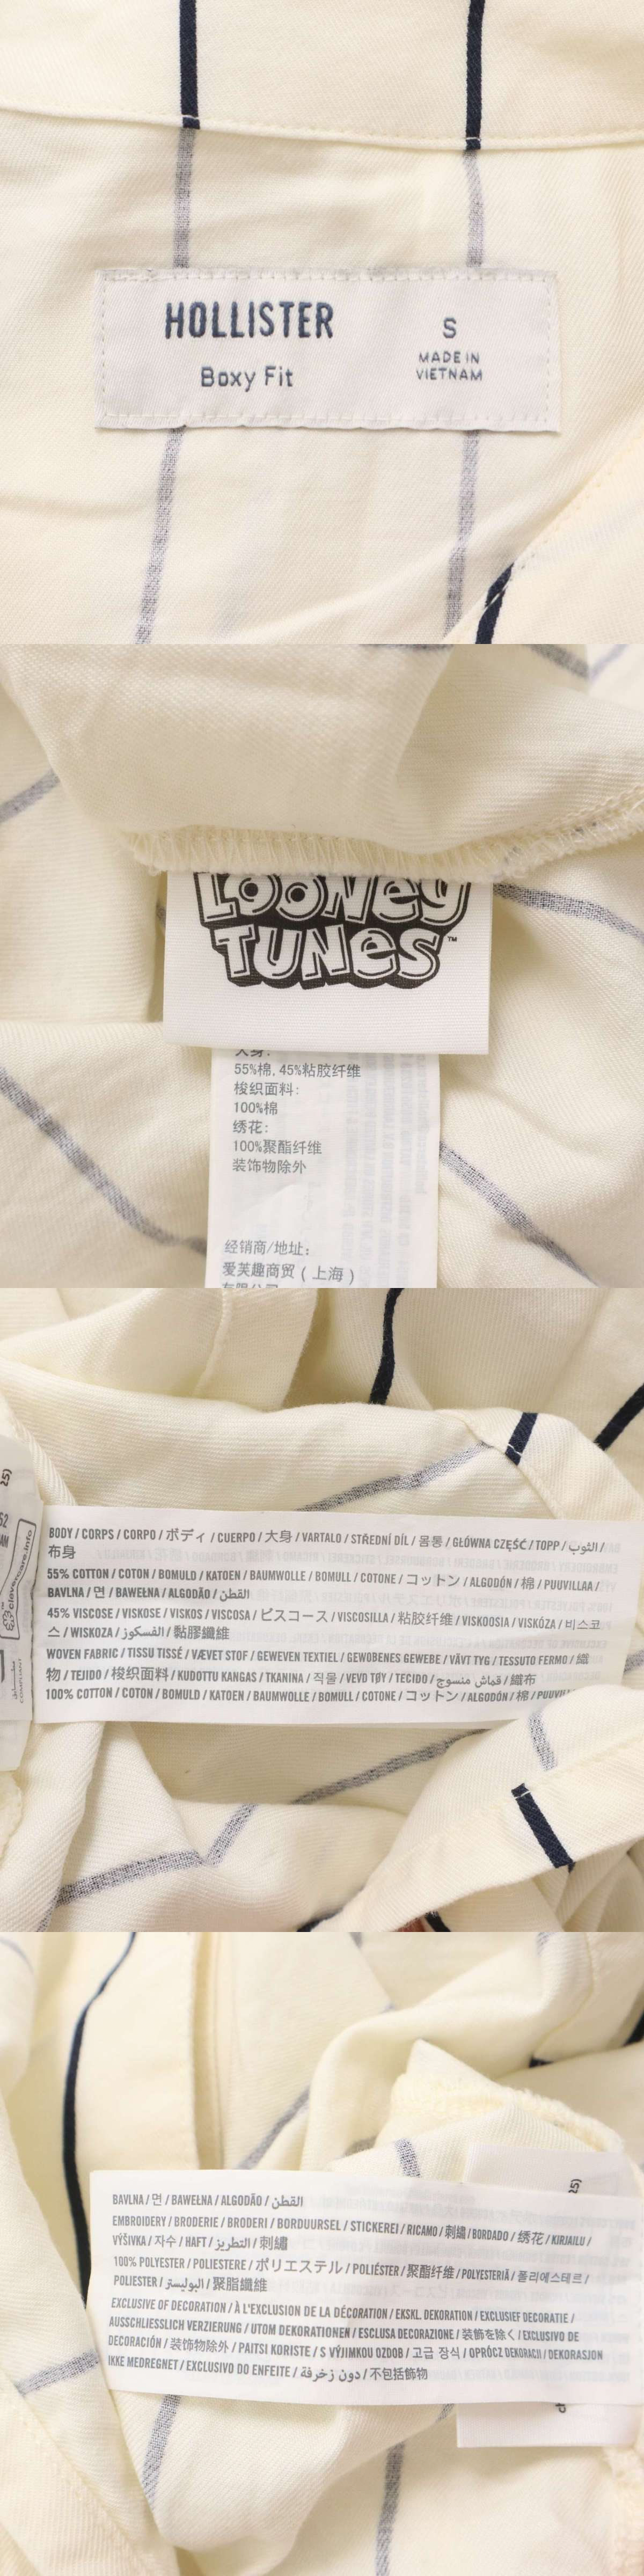 HOLLISTER
Boxy Fit
S
MADE IN
VIETNAM
LOONEY
TUNES™
大身:
55%棉, 45%粘胶纤维
梭织面料:
100%棉
绣花:
100%聚酯纤维
装饰物除外
经销商/地址:
爱芙趣商贸 ( 上海 )
有限公司
clevercare.info
BODY / CORPS / CORPO / ボディ / CUERPO / 大身 / VARTALO / STŘEDNÍ DÍL / 몸통 / GŁÓWNA CZĘŚĆ / TOPP / الثوب /
布身
55% COTTON / COTON / BOMULD / KATOEN / BAUMWOLLE / BOMULL / COTONE / コットン / ALGODÓN / 棉 / PUUVILLAA /
BAVLNA / 면 / BAWEŁNA / ALGODÃO / القطن
45% VISCOSE / VISKOSE / VISKOS / VISCOSA / ビスコース / VISCOSILLA / 粘胶纤维 / VISKOOSIA / VISKÓZA / 비스코
스 / WISKOZA / الفسكوز / 黏膠纖維
WOVEN FABRIC / TISSU TISSÉ / VÆVET STOF / GEWEVEN TEXTIEL / GEWOBENES GEWEBE / VÄVT TYG / TESSUTO FERMO / 織
物 / TEJIDO / 梭织面料 / KUDOTTU KANGAS / TKANINA / 직물 / VEVD TØY / TECIDO / قماش منسوج / 織布
100% COTTON / COTON / BOMULD / KATOEN / BAUMWOLLE / BOMULL / COTONE / コットン / ALGODÓN / 棉 /
BAVLNA / 면 / BAWEŁNA / ALGODÃO / القطن
EMBROIDERY / BRODERIE / BRODERI / BORDUURSEL / STICKEREI / RICAMO / 刺繡 / BORDADO / 绣花 / KIRJAILU /
VÝŠIVKA / 자수 / HAFT / التطريز / 刺繡
100% POLYESTER / POLIESTERE / ポリエステル / POLIÉSTER / 聚酯纤维 / POLYESTERIÄ / 폴리에스테르 /
POLIESTER / البوليستر / 聚脂纖維
EXCLUSIVE OF DECORATION / À L'EXCLUSION DE LA DÉCORATION / EKSKL. DEKORATION / EXCLUSIEF DECORATIE /
AUSSCHLIESSLICH VERZIERUNG / UTOM DEKORATIONEN / ESCLUSA DECORAZIONE / 装飾を除く / EXCLUSIVO DE
DECORACIÓN / 装饰物除外 / PAITSI KORISTE / S VÝJIMKOU OZDOB / 고급 장식 / OPRÓCZ DEKORACJI / DEKORASJON
IKKE MEDREGNET / EXCLUSIVO DO ENFEITE / دون زخرفة / 不包括飾物